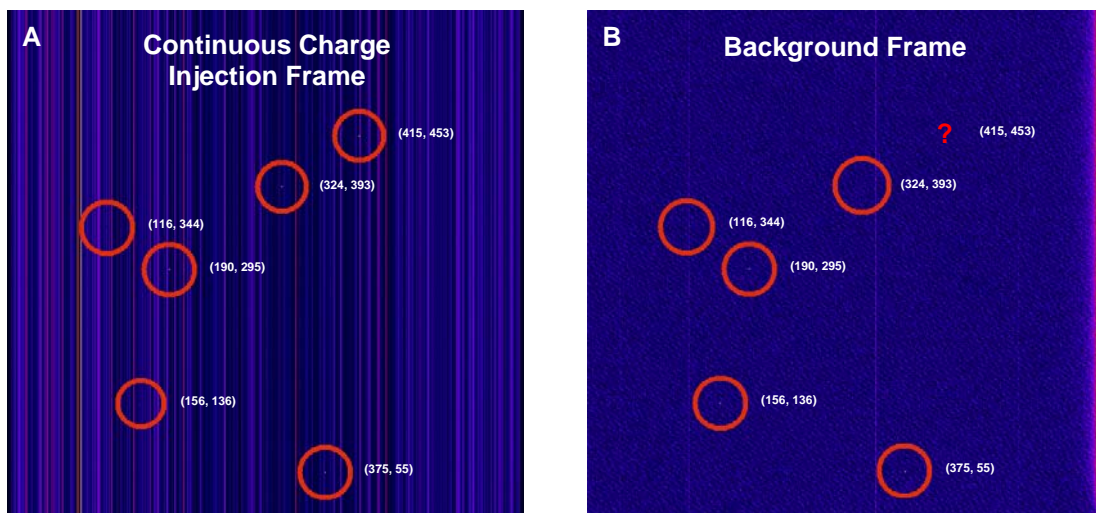 A
Continuous Charge
Injection Frame
(415, 453)
(324, 393)
(116, 344)
(190, 295)
(156, 136)
(375, 55)
B
Background Frame
? (415, 453)
(324, 393)
(116, 344)
(190, 295)
(156, 136)
(375, 55)